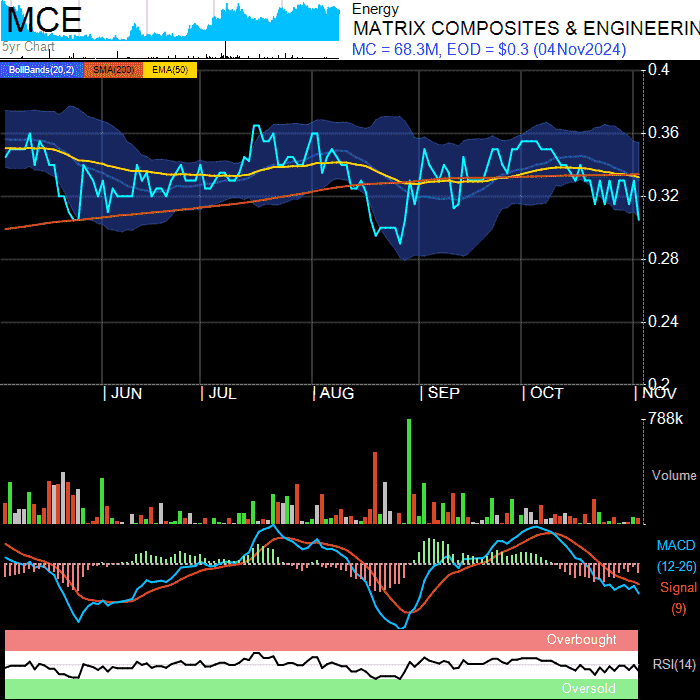 MCE
5yr Chart
Energy
MATRIX COMPOSITES & ENGINEERIN
MC = 68.3M, EOD = $0.3 (04Nov2024)
BollBands(20,2) SMA(200) EMA(50)
0.4
0.36
0.32
0.28
0.24
0.2
JUN JUL AUG SEP OCT NOV
788k
Volume
MACD
(12-26)
Signal
(9)
Overbought
RSI(14)
Oversold